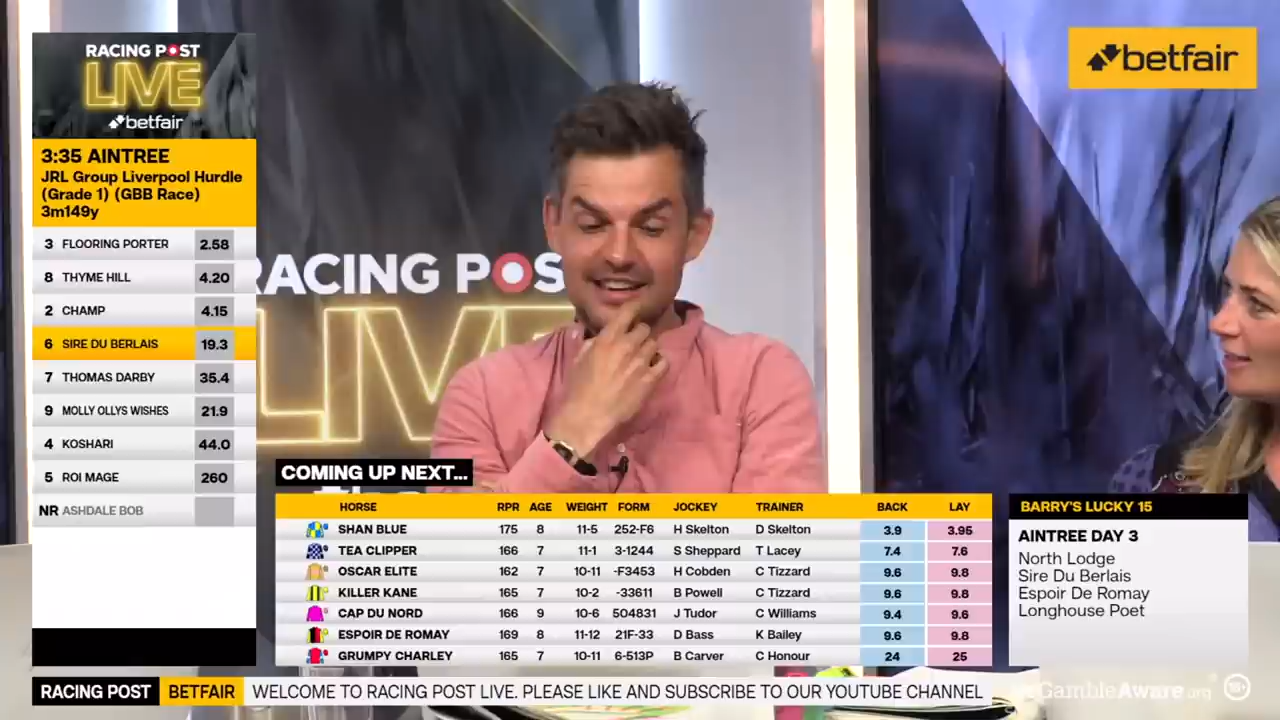 RACING POST
LIVE
betfair
3:35 AINTREE
JRL Group Liverpool Hurdle
(Grade 1) (GBB Race)
3m149y
3 FLOORING PORTER 2.58
8 THYME HILL 4.20
2 CHAMP 4.15
6 SIRE DU BERLAIS 19.3
7 THOMAS DARBY 35.4
9 MOLLY OLLYS WISHES 21.9
4 KOSHARI 44.0
5 ROI MAGE 260
NR ASHDALE BOB
betfair
RACING POS
LIVE
COMING UP NEXT...
HORSE RPR AGE WEIGHT FORM JOCKEY TRAINER BACK LAY
SHAN BLUE 175 8 11-5 252-F6 H Skelton D Skelton 3.9 3.95
TEA CLIPPER 166 7 11-1 3-1244 S Sheppard T Lacey 7.4 7.6
OSCAR ELITE 162 7 10-11 -F3453 H Cobden C Tizzard 9.6 9.8
KILLER KANE 165 7 10-2 -33611 B Powell C Tizzard 9.6 9.8
CAP DU NORD 166 9 10-6 504831 J Tudor C Williams 9.4 9.6
ESPOIR DE ROMAY 169 8 11-12 21F-33 D Bass K Bailey 9.6 9.8
GRUMPY CHARLEY 165 7 10-11 6-513P B Carver C Honour 24 25
BARRY'S LUCKY 15
AINTREE DAY 3
North Lodge
Sire Du Berlais
Espoir De Romay
Longhouse Poet
RACING POST BETFAIR WELCOME TO RACING POST LIVE. PLEASE LIKE AND SUBSCRIBE TO OUR YOUTUBE CHANNEL
GambleAware.org 18+